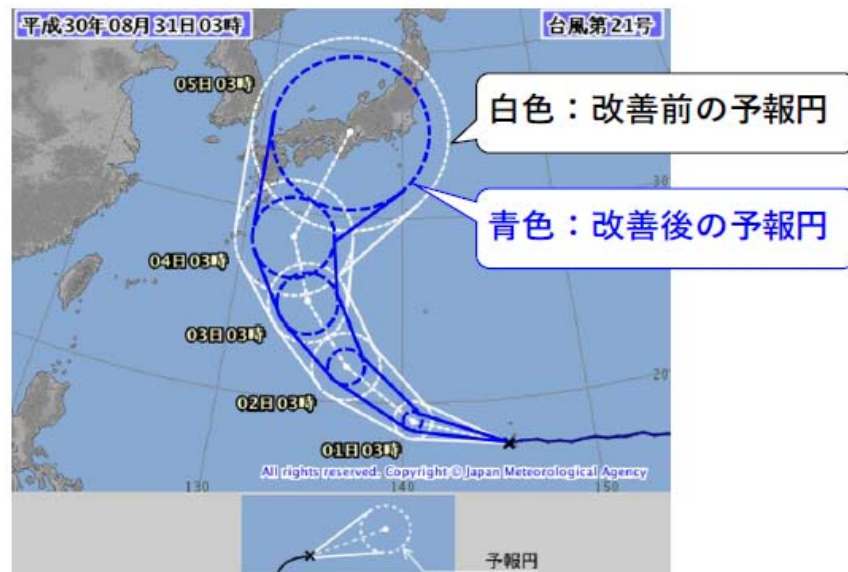 平成30年08月31日03時
台風第21号
05日03時
白色：改善前の予報円
30
青色：改善後の予報円
04日03時
03日03時
20
02日03時
01日03時
All rights reserved. Copyright © Japan Meteorological Agency
130
140
150
予報円